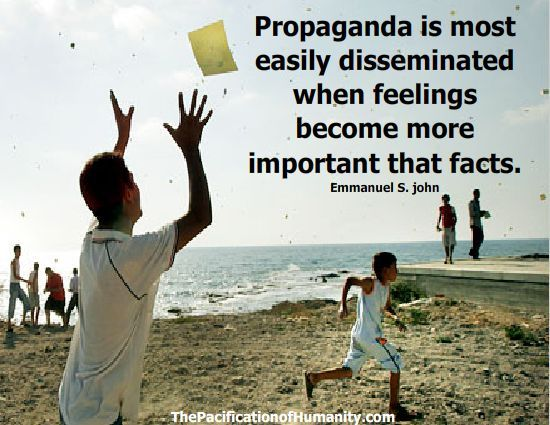 Propaganda is most
easily disseminated
when feelings
become more
important that facts.
Emmanuel S. john
ThePacificationofHumanity.com